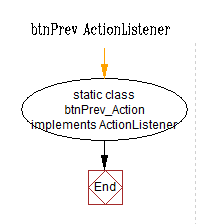 btnPrev ActionListener
static class
btnPrev_Action
implements ActionListener
End